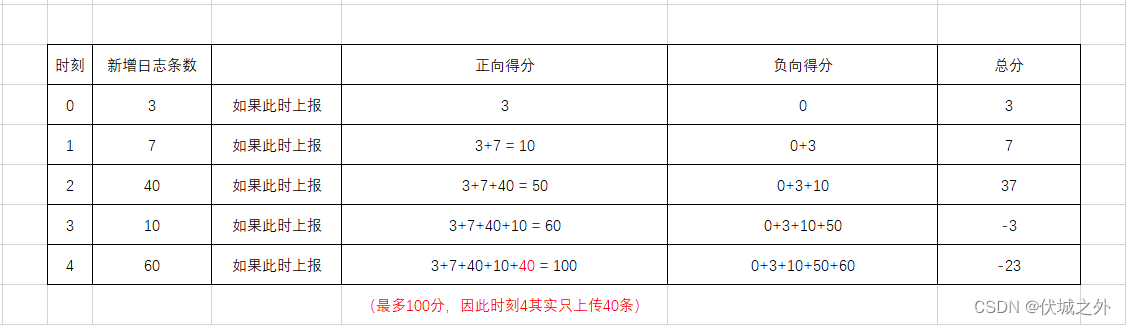 时刻 新增日志条数 正向得分 负向得分 总分
0 3 如果此时上报 3 0 3
1 7 如果此时上报 3+7 = 10 0+3 7
2 40 如果此时上报 3+7+40 = 50 0+3+10 37
3 10 如果此时上报 3+7+40+10 = 60 0+3+10+50 -3
4 60 如果此时上报 3+7+40+10+40 = 100 0+3+10+50+60 -23
（最多100分，因此时刻4其实只上传40条）
CSDN @伏城之外